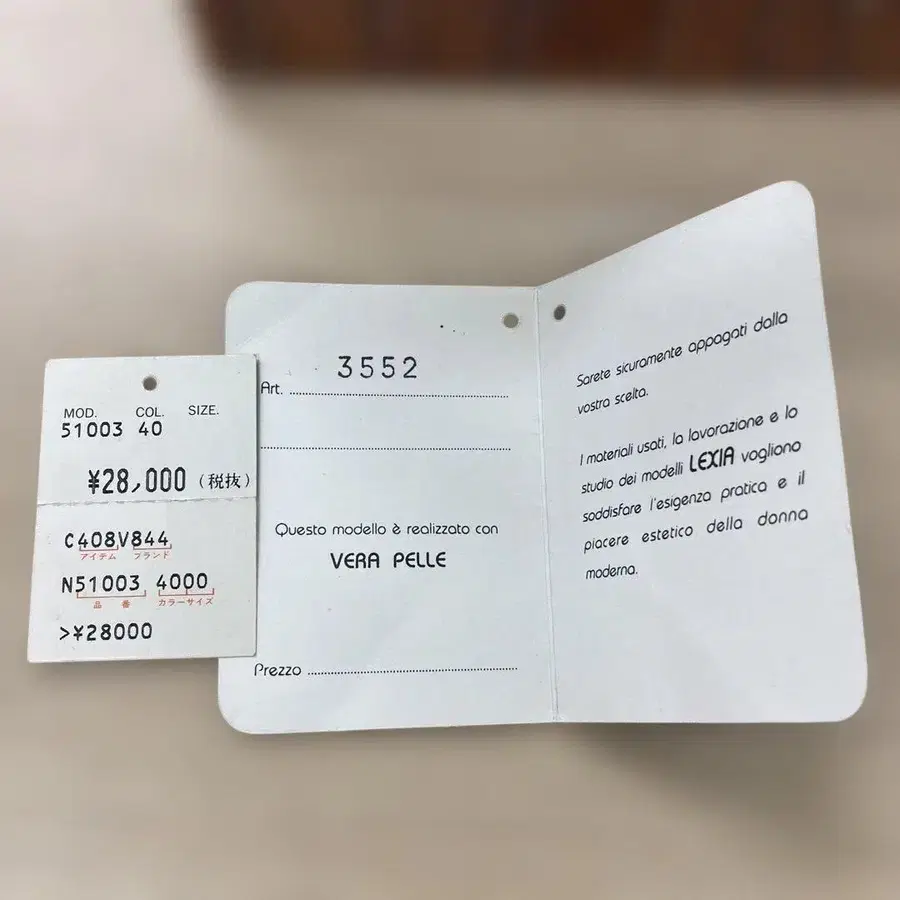 MOD. COL. SIZE.
51003 40
¥28,000 (税抜)
C408V844
アイテム ブランド
N51003 4000
品番 カラーサイズ
>¥28000
3552
Art.
Questo modello è realizzato con
VERA PELLE
Prezzo
Sarete sicuramente appagati dalla
vostra scelta.
I materiali usati, la lavorazione e lo
studio dei modelli LEXIA vogliono
soddisfare l'esigenza pratica e il
piacere estetico della donna
moderna.